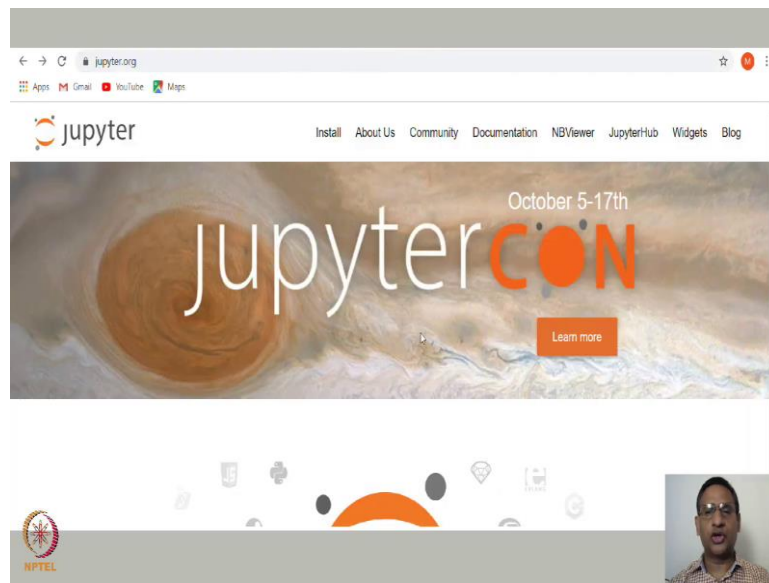 jupyter.org
M
Apps
Gmail
YouTube
Maps
jupyter
Install
About Us
Community
Documentation
NBViewer
JupyterHub
Widgets
Blog
October 5-17th
jupytercon
Learn more
JS
NPTEL